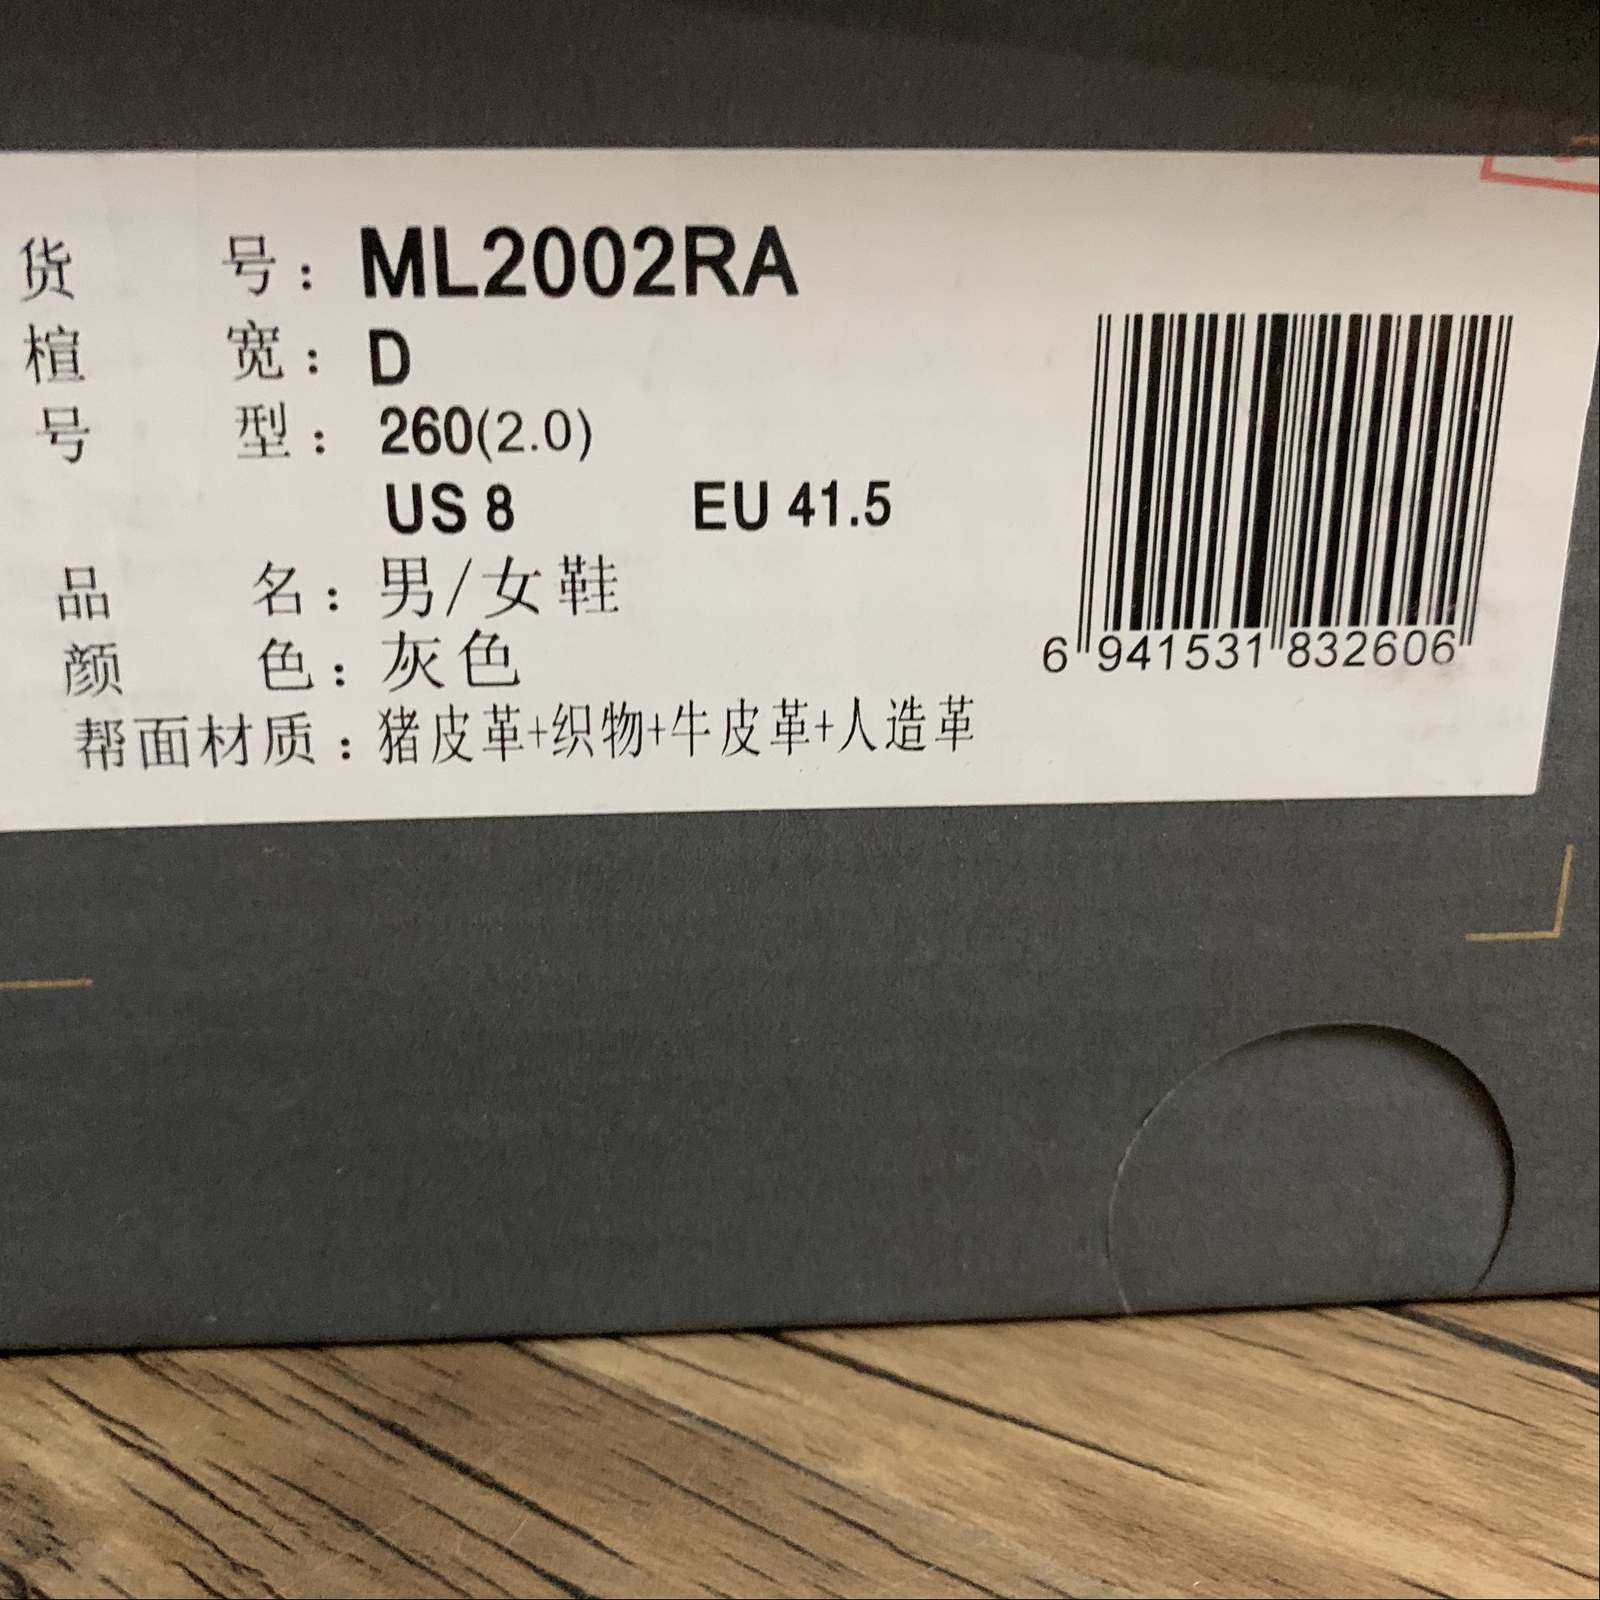 货 号：ML2002RA
楦 宽：D
号 型：260(2.0)
US 8 EU 41.5
品 名：男/女鞋
颜 色：灰色
帮面材质：猪皮革+织物+牛皮革+人造革
6 941531 832606